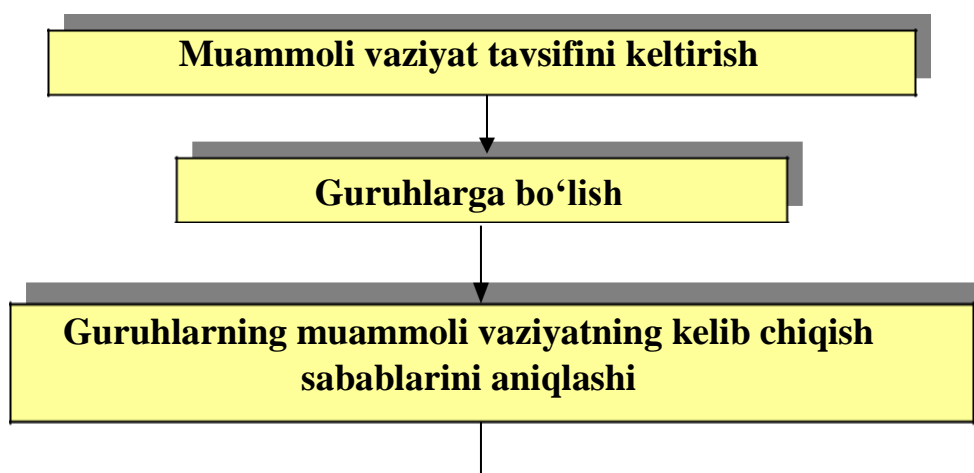 Muammoli vaziyat tavsifini keltirish
Guruhlarga bo‘lish
Guruhlarning muammoli vaziyatning kelib chiqish
sabablarini aniqlashi